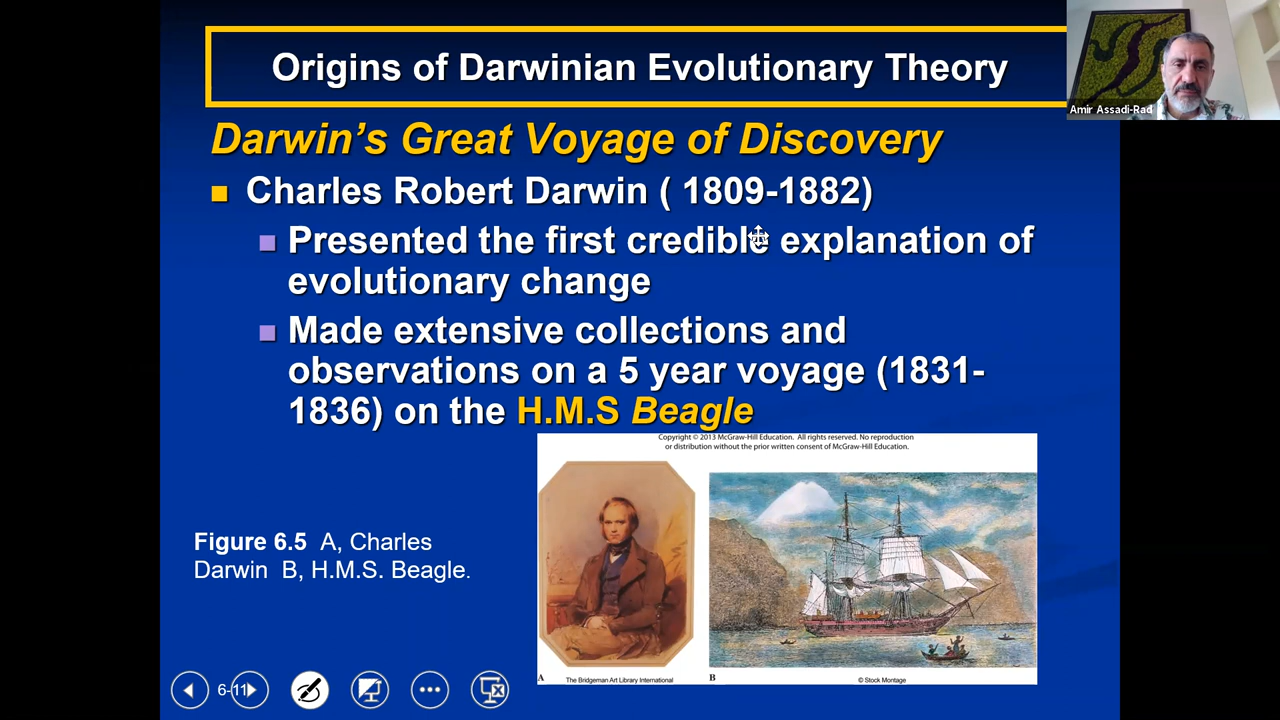 Origins of Darwinian Evolutionary Theory
Amir Assadi-Rad
Darwin's Great Voyage of Discovery
Charles Robert Darwin ( 1809-1882)
Presented the first credible explanation of
evolutionary change
Made extensive collections and
observations on a 5 year voyage (1831-
1836) on the H.M.S Beagle
Copyright © 2013 McGraw-Hill Education. All rights reserved. No reproduction
or distribution without the prior written consent of McGraw-Hill Education.
Figure 6.5 A, Charles
Darwin B, H.M.S. Beagle.
A
The Bridgeman Art Library International
B
© Stock Montage
6-11